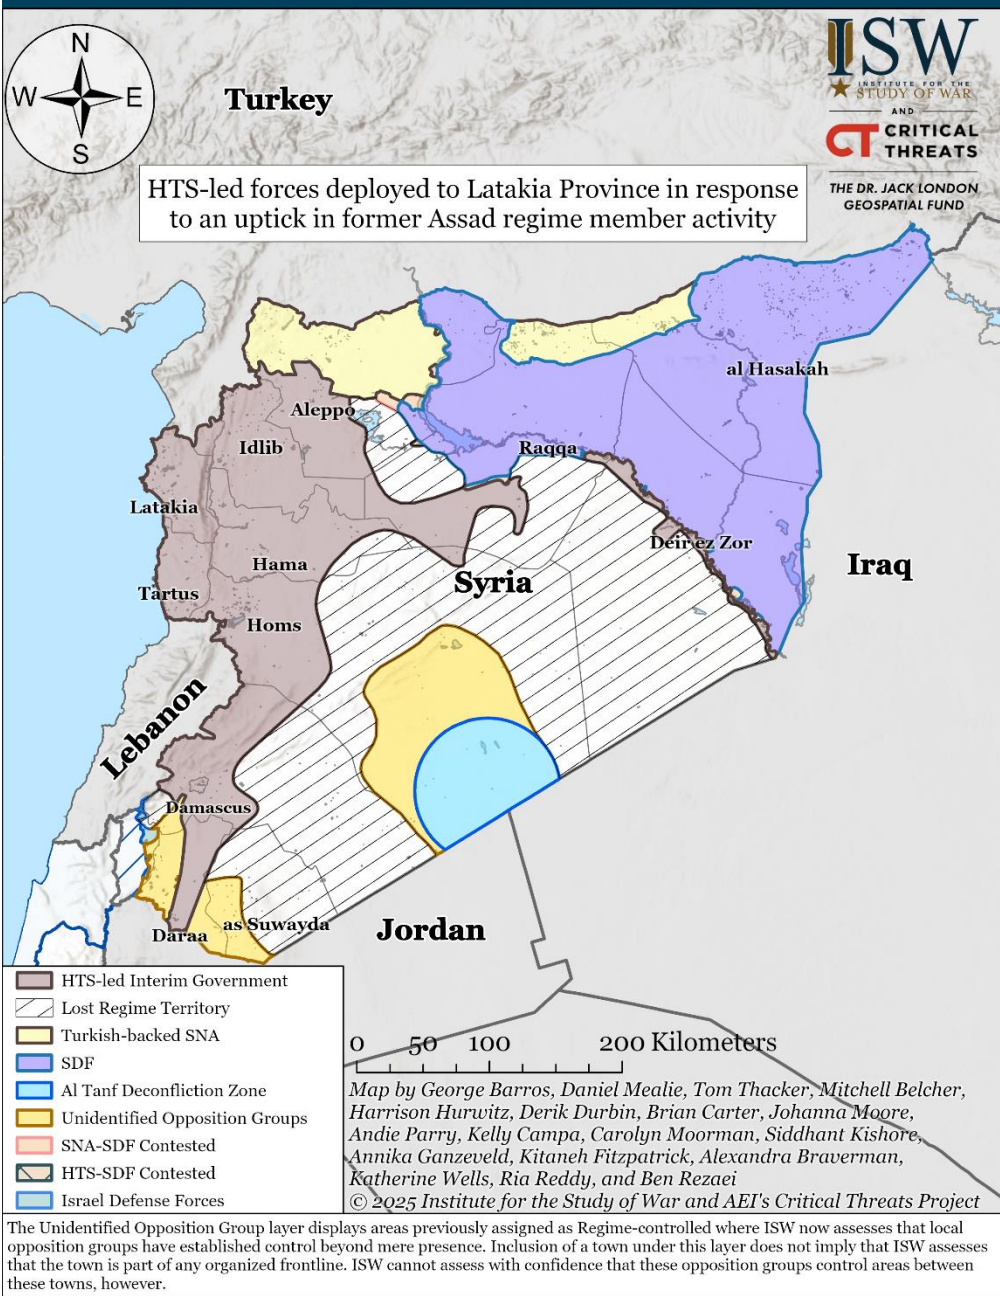 N
W
E
S
Turkey
ISW
INSTITUTE FOR THE
STUDY OF WAR
AND
CT CRITICAL
THREATS
THE DR. JACK LONDON
GEOSPATIAL FUND
HTS-led forces deployed to Latakia Province in response
to an uptick in former Assad regime member activity
al Hasakah
Aleppo
Idlib
Raqqa
Latakia
Deir ez Zor
Hama
Syria
Iraq
Tartus
Homs
Lebanon
Damascus
as Suwayda
Daraa
Jordan
HTS-led Interim Government
Lost Regime Territory
Turkish-backed SNA
SDF
Al Tanf Deconfliction Zone
Unidentified Opposition Groups
SNA-SDF Contested
HTS-SDF Contested
Israel Defense Forces
0 50 100 200 Kilometers
Map by George Barros, Daniel Mealie, Tom Thacker, Mitchell Belcher,
Harrison Hurwitz, Derik Durbin, Brian Carter, Johanna Moore,
Andie Parry, Kelly Campa, Carolyn Moorman, Siddhant Kishore,
Annika Ganzeveld, Kitaneh Fitzpatrick, Alexandra Braverman,
Katherine Wells, Ria Reddy, and Ben Rezaei
© 2025 Institute for the Study of War and AEI's Critical Threats Project
The Unidentified Opposition Group layer displays areas previously assigned as Regime-controlled where ISW now assesses that local
opposition groups have established control beyond mere presence. Inclusion of a town under this layer does not imply that ISW assesses
that the town is part of any organized frontline. ISW cannot assess with confidence that these opposition groups control areas between
these towns, however.